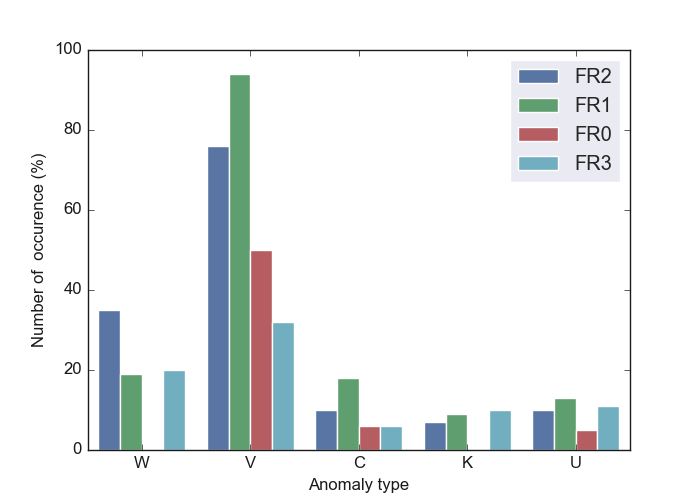 100
80
60
40
20
0
Number of  occurence (%)
FR2
FR1
FR0
FR3
W V C K U
Anomaly type